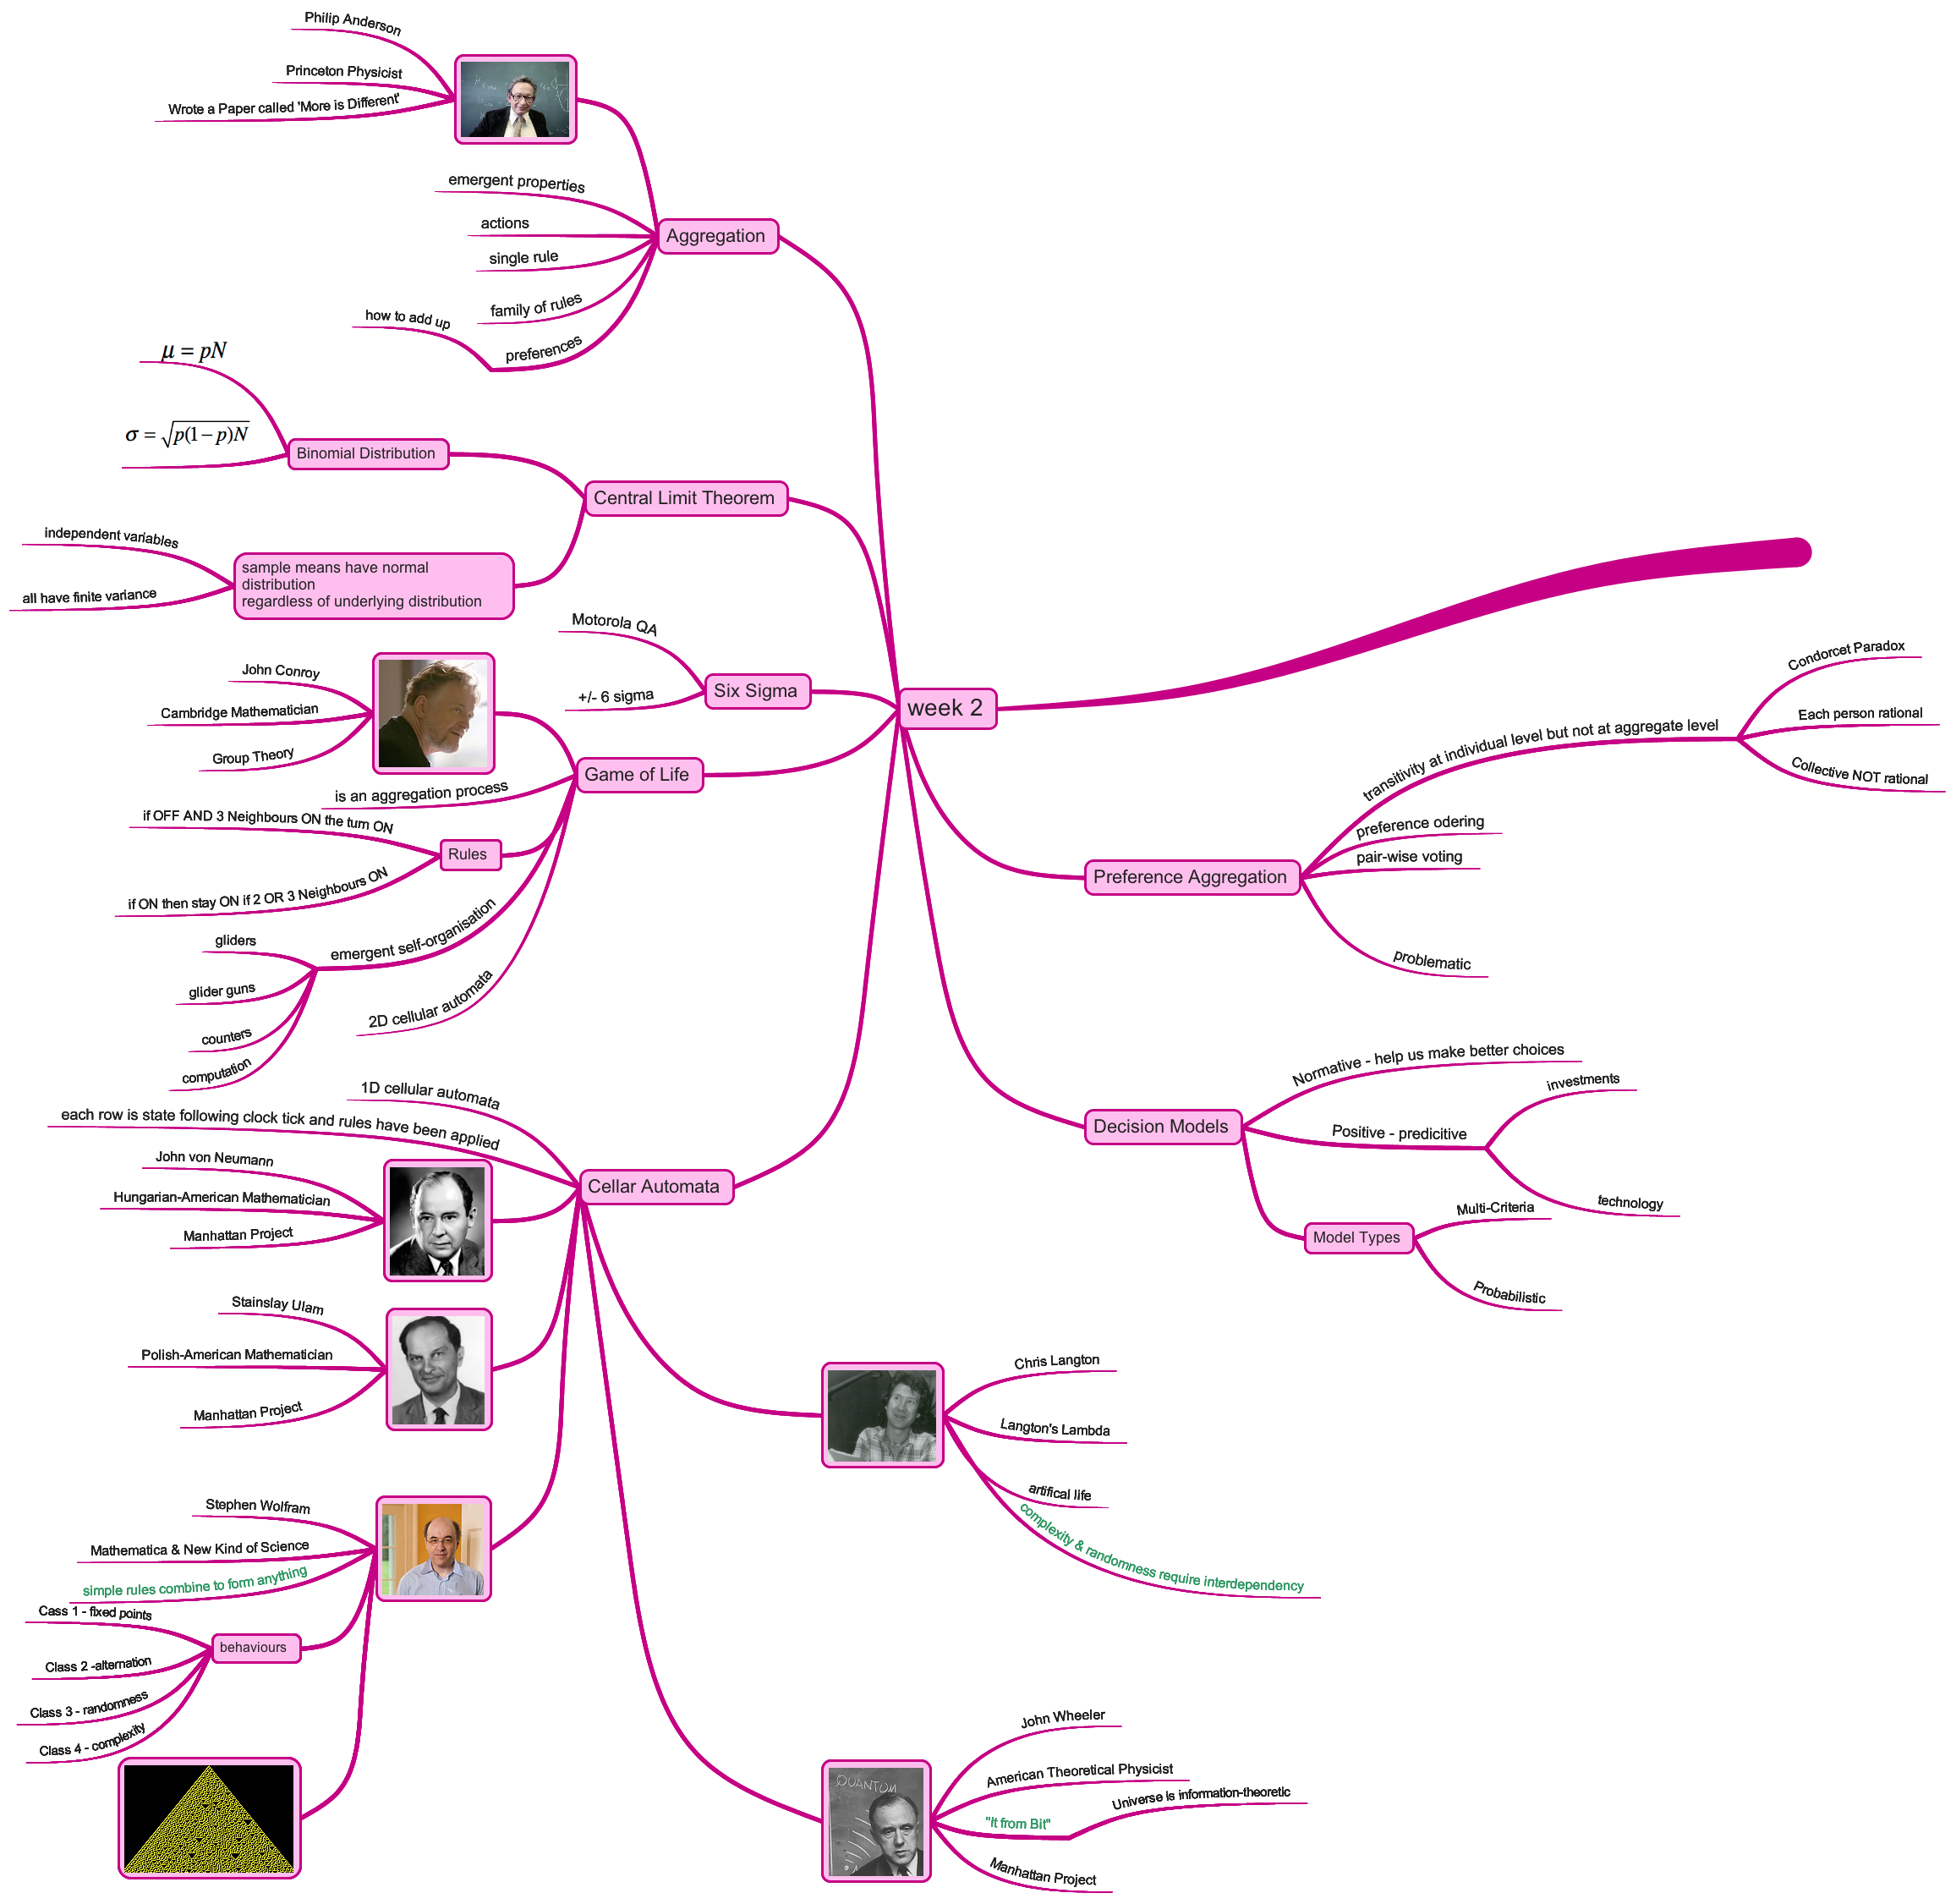 Philip Anderson
Princeton Physicist
Wrote a Paper called 'More is Different'
emergent properties
actions
single rule
family of rules
preferences
how to add up
Aggregation
μ = pN
σ = √p(1−p)N
Binomial Distribution
Central Limit Theorem
independent variables
all have finite variance
sample means have normal
distribution
regardless of underlying distribution
Motorola QA
+/- 6 sigma
Six Sigma
week 2
John Conroy
Cambridge Mathematician
Group Theory
Game of Life
is an aggregation process
if OFF AND 3 Neighbours ON the turn ON
Rules
if ON then stay ON if 2 OR 3 Neighbours ON
emergent self-organisation
gliders
glider guns
counters
computation
2D cellular automata
1D cellular automata
each row is state following clock tick and rules have been applied
John von Neumann
Hungarian-American Mathematician
Manhattan Project
Cellar Automata
Stainslay Ulam
Polish-American Mathematician
Manhattan Project
Stephen Wolfram
Mathematica & New Kind of Science
simple rules combine to form anything
behaviours
Cass 1 - fixed points
Class 2 -alternation
Class 3 - randomness
Class 4 - complexity
Condorcet Paradox
Each person rational
Collective NOT rational
transitivity at individual level but not at aggregate level
preference odering
pair-wise voting
Preference Aggregation
problematic
Normative - help us make better choices
investments
Positive - predicitive
technology
Decision Models
Model Types
Multi-Criteria
Probabilistic
Chris Langton
Langton's Lambda
artifical life
complexity & randomness require interdependency
John Wheeler
American Theoretical Physicist
"It from Bit"
Universe is information-theoretic
Manhattan Project
QUANTUM